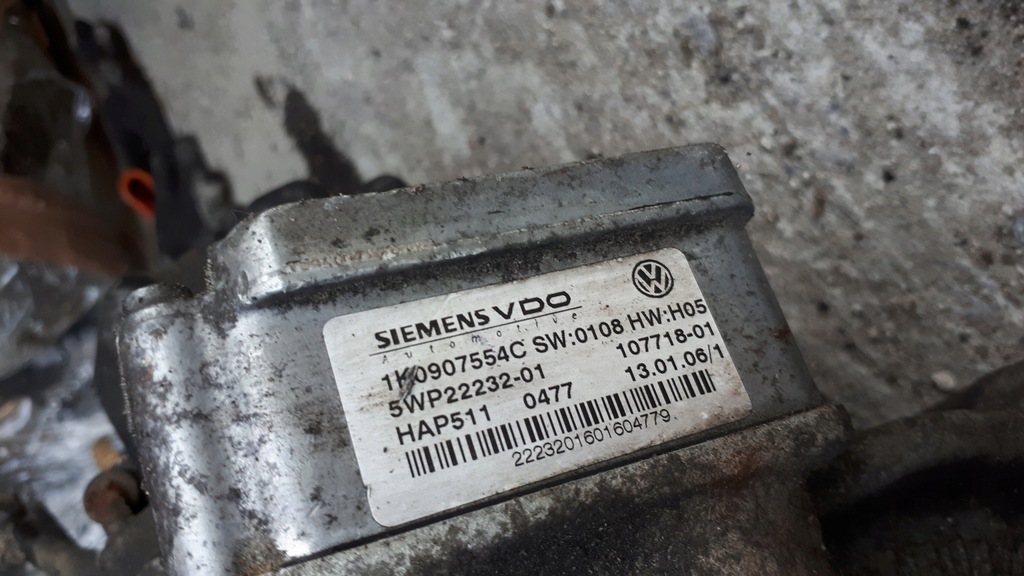 SIEMENS VDO
Automotive
1K0907554C SW:0108 HW:H05
5WP22232-01 107718-01
HAP511 0477 13.01.06/1
2223201601604779